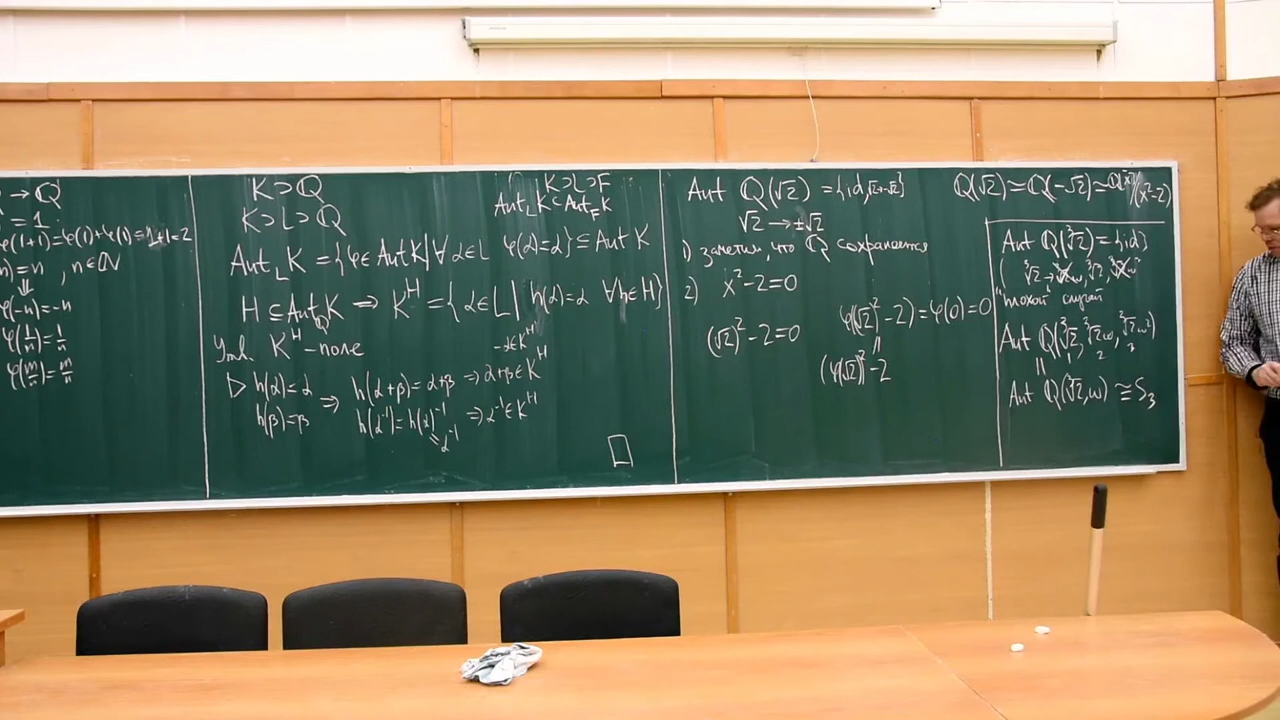 → ℚ
= 1
φ(1+1)=φ(1)+φ(1)=1+1=2
=n , n∈ℕ
⇓
φ(-n)=-n
φ(1/n)=1/n
φ(m/n)=m/n
K⊃ℚ
K⊃L⊃ℚ
K⊃L⊃F
Aut_L K ⊂ Aut_F K
Aut_L K = {φ∈Aut K | ∀α∈L φ(α)=α} ⊆ Aut K
H ⊆ Aut_ℚ K ⇒ K^H = {α∈L | h(α)=α ∀h∈H}
Утв. K^H – поле
-α∈K^H
▷ h(α)=α
h(β)=β
⇒
h(α+β)=α+β ⇒ α+β∈K^H
h(α⁻¹)=h(α)⁻¹ ⇒ α⁻¹∈K^H
= α⁻¹
Aut ℚ(√2) = {id, √2→-√2}
√2 → ±√2
1) заметим, что ℚ сохраняется
2) x²-2=0
(√2)²-2=0
φ((√2)²-2)=φ(0)=0
=
(φ(√2))²-2
ℚ(√2)≃ℚ(-√2)≃ℚ[x]/(x²-2)
Aut ℚ(∛2)={id}
"плохой случай
Aut ℚ(∛2, ∛2ω, ∛2ω²)
1 2 3
=
Aut ℚ(∛2, ω) ≅ S₃